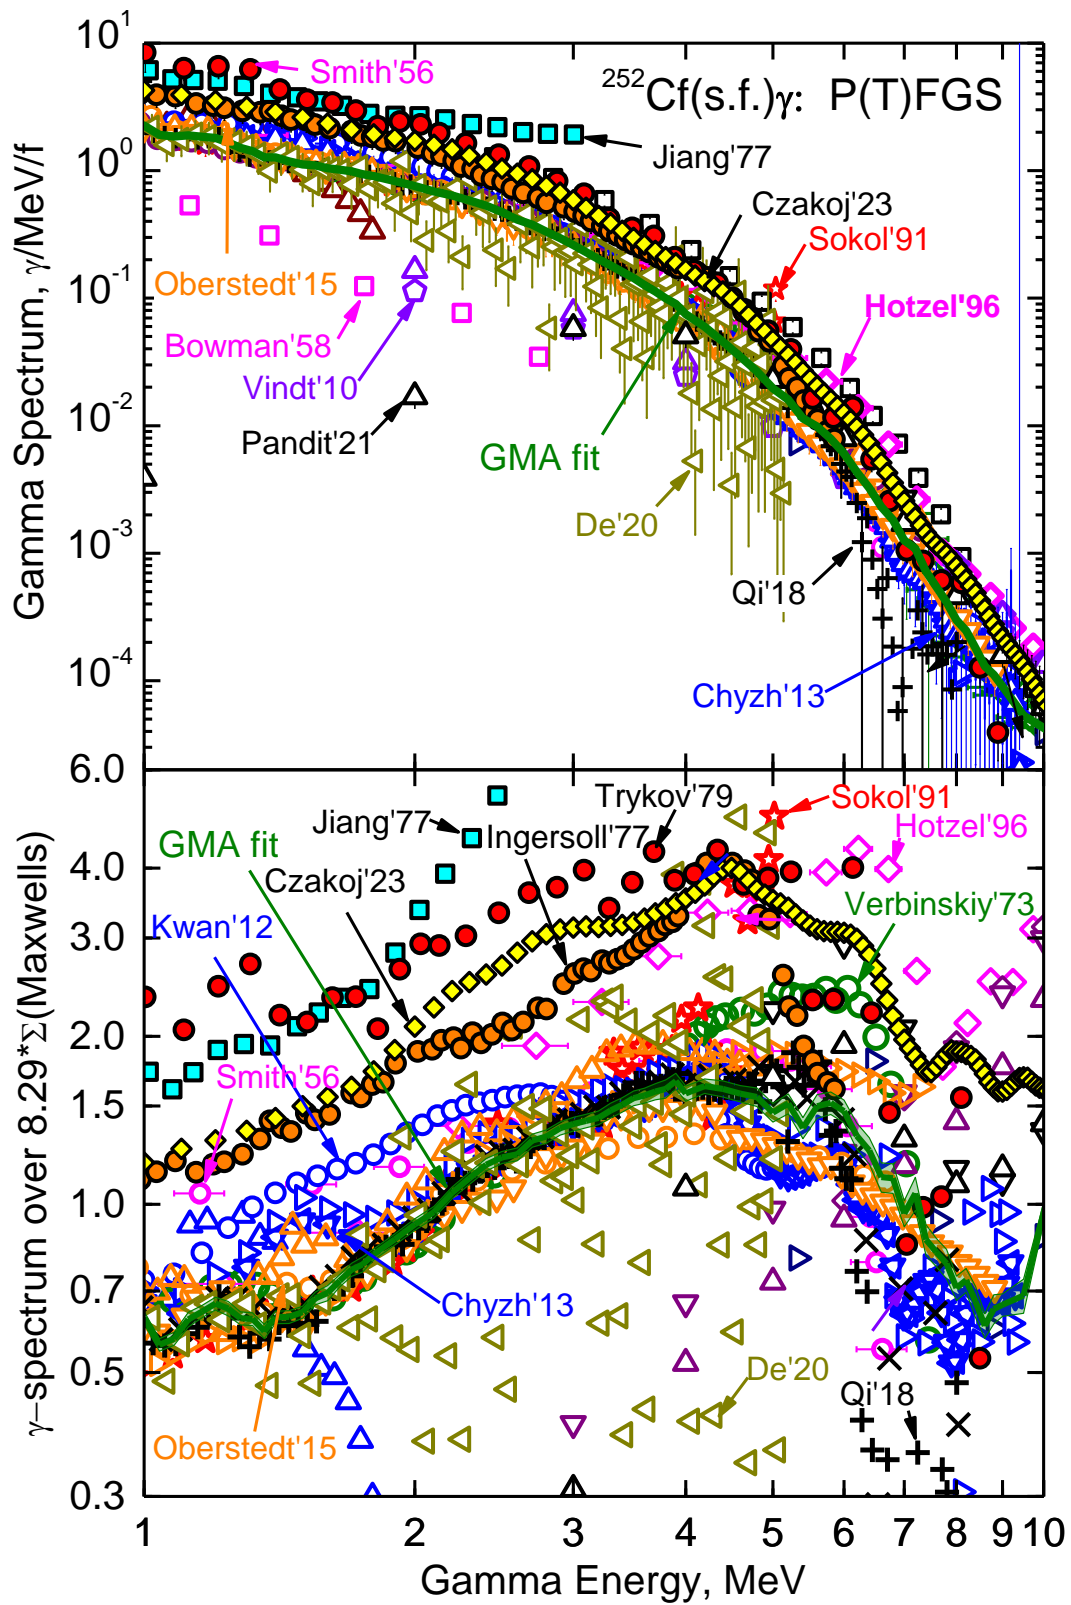 10¹
10⁰
10⁻¹
10⁻²
10⁻³
10⁻⁴
Gamma Spectrum, γ/MeV/f
²⁵²Cf(s.f.)γ: P(T)FGS
Smith'56
Jiang'77
Czakoj'23
Sokol'91
Oberstedt'15
Hotzel'96
Bowman'58
Vindt'10
Pandit'21
GMA fit
De'20
Qi'18
Chyzh'13
6.0
4.0
3.0
2.0
1.5
1.0
0.7
0.5
0.3
γ−spectrum over 8.29*Σ(Maxwells)
Trykov'79
Sokol'91
Jiang'77
Ingersoll'77
Hotzel'96
GMA fit
Czakoj'23
Verbinskiy'73
Kwan'12
Smith'56
Chyzh'13
De'20
Qi'18
Oberstedt'15
1 2 3 4 5 6 7 8 9 10
Gamma Energy, MeV